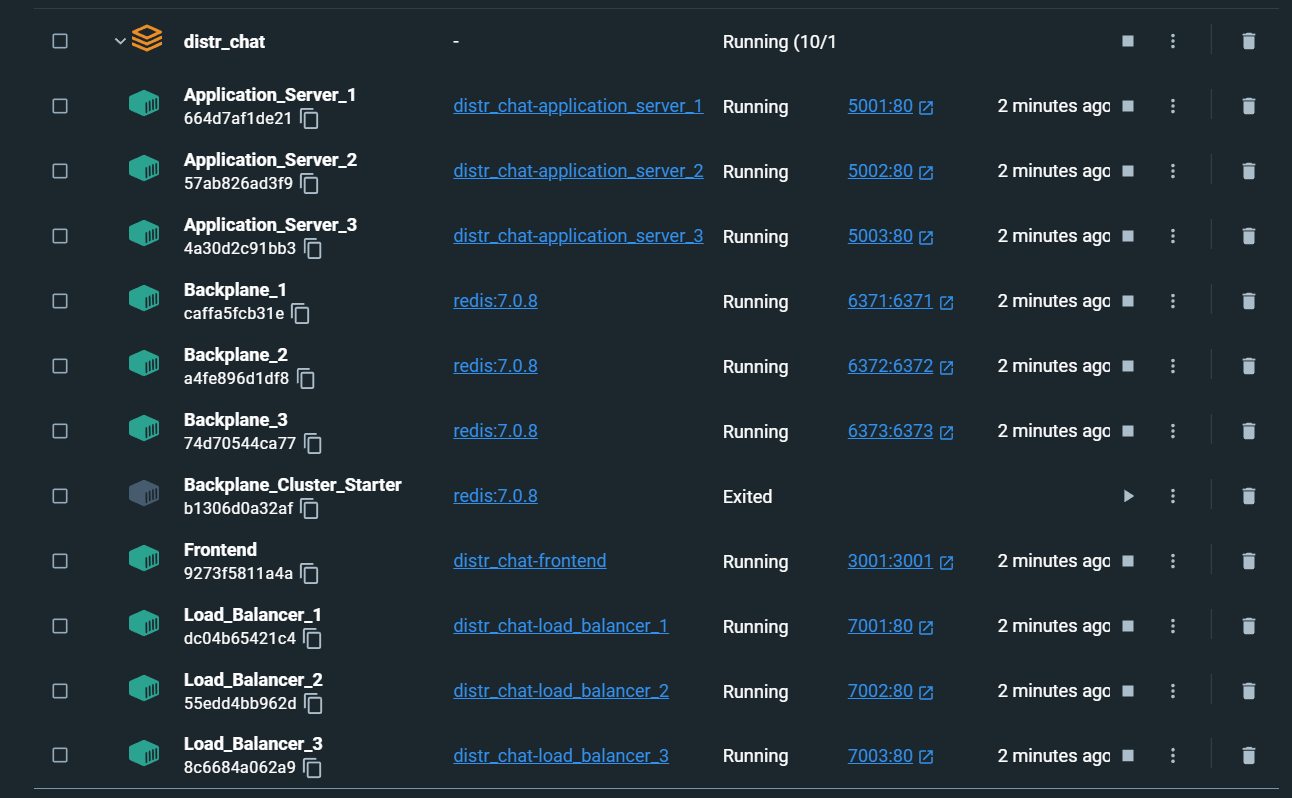 distr_chat - Running (10/1
Application_Server_1
664d7af1de21 distr_chat-application_server_1 Running 5001:80 2 minutes ago
Application_Server_2
57ab826ad3f9 distr_chat-application_server_2 Running 5002:80 2 minutes ago
Application_Server_3
4a30d2c91bb3 distr_chat-application_server_3 Running 5003:80 2 minutes ago
Backplane_1
caffa5fcb31e redis:7.0.8 Running 6371:6371 2 minutes ago
Backplane_2
a4fe896d1df8 redis:7.0.8 Running 6372:6372 2 minutes ago
Backplane_3
74d70544ca77 redis:7.0.8 Running 6373:6373 2 minutes ago
Backplane_Cluster_Starter
b1306d0a32af redis:7.0.8 Exited
Frontend
9273f5811a4a distr_chat-frontend Running 3001:3001 2 minutes ago
Load_Balancer_1
dc04b65421c4 distr_chat-load_balancer_1 Running 7001:80 2 minutes ago
Load_Balancer_2
55edd4bb962d distr_chat-load_balancer_2 Running 7002:80 2 minutes ago
Load_Balancer_3
8c6684a062a9 distr_chat-load_balancer_3 Running 7003:80 2 minutes ago